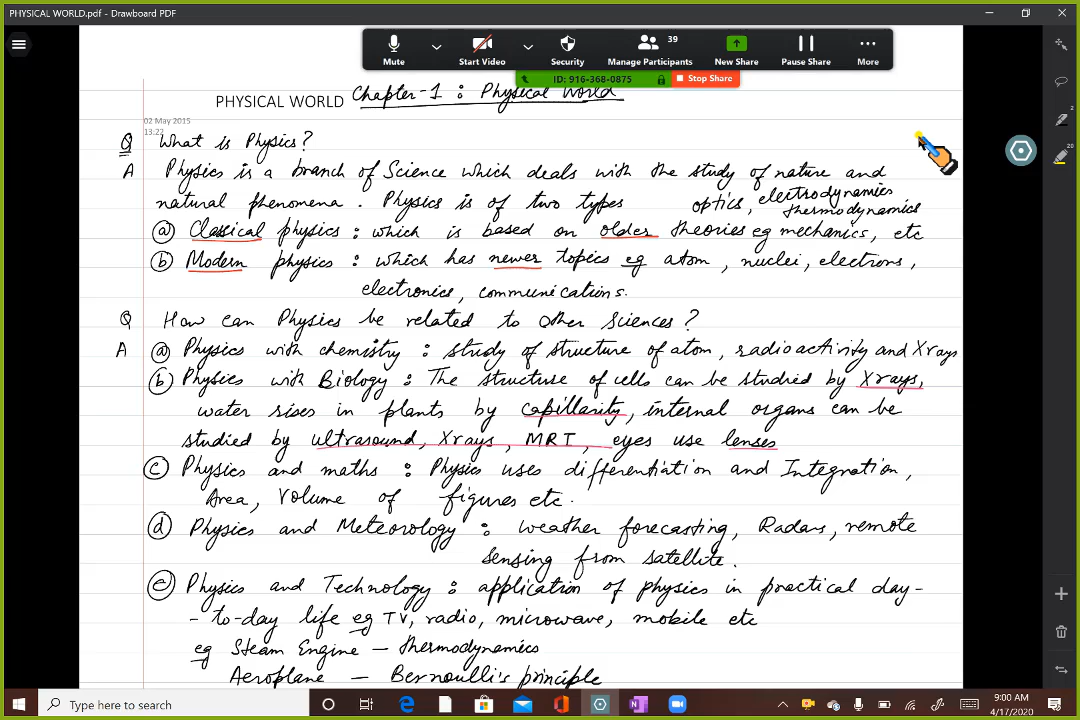 PHYSICAL WORLD.pdf - Drawboard PDF
39
Mute Start Video Security Manage Participants New Share Pause Share More
ID: 916-368-0875 Stop Share
PHYSICAL WORLD Chapter-1 : Physical World
02 May 2015
13:22
Q What is Physics?
A Physics is a branch of Science which deals with the study of nature and
natural phenomena. Physics is of two types optics, electrodynamics
thermodynamics
(a) Classical physics : which is based on older theories eg mechanics, etc
(b) Modern physics : which has newer topics eg atom, nuclei, electrons,
electronics, communications.
Q How can Physics be related to other Sciences?
A (a) Physics with chemistry : study of structure of atom, radioactivity and Xrays
(b) Physics with Biology : The structure of cells can be studied by Xrays,
water rises in plants by capillarity, internal organs can be
studied by ultrasound, Xrays, MRT, eyes use lenses
(c) Physics and maths : Physics uses differentiation and Integration,
Area, Volume of figures etc.
(d) Physics and Meteorology : weather forecasting, Radars, remote
sensing from satellite.
(e) Physics and Technology : application of physics in practical day-
- to-day life eg TV, radio, microwave, mobile etc
eg Steam Engine – thermodynamics
Aeroplane – Bernoulli's principle
2
20
Type here to search
9:00 AM
4/17/2020